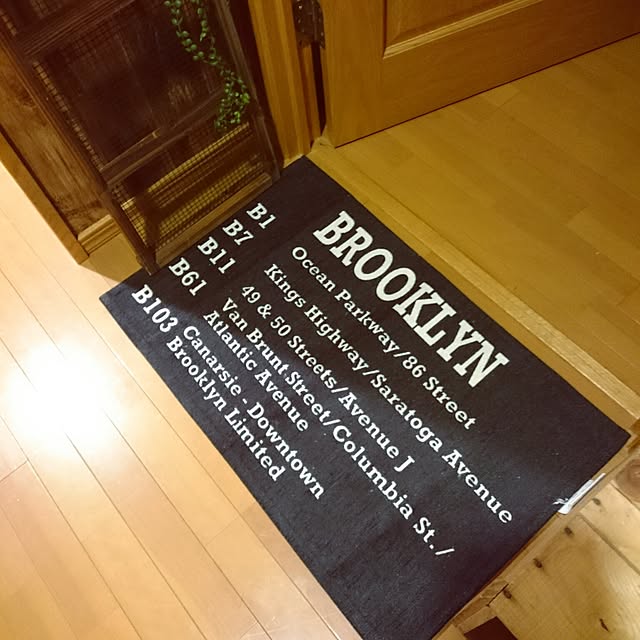 BROOKLYN
B1 Ocean Parkway/86 Street
B7 Kings Highway/Saratoga Avenue
B11 49 & 50 Streets/Avenue J
B61 Van Brunt Street/Columbia St./
Atlantic Avenue
B103 Canarsie - Downtown
Brooklyn Limited